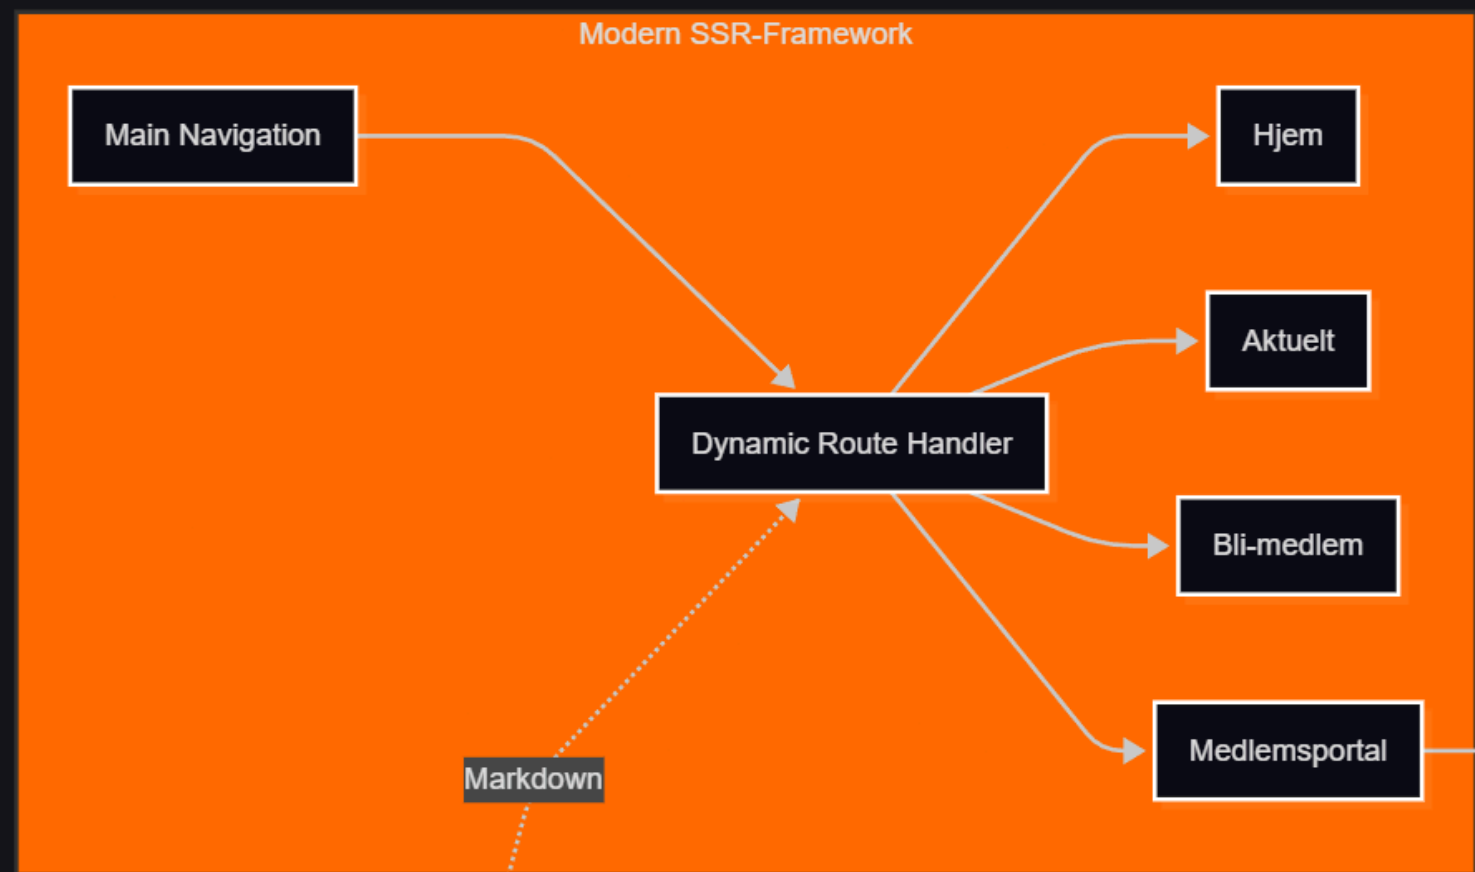 Modern SSR-Framework
Main Navigation
Hjem
Aktuelt
Dynamic Route Handler
Bli-medlem
Medlemsportal
Markdown